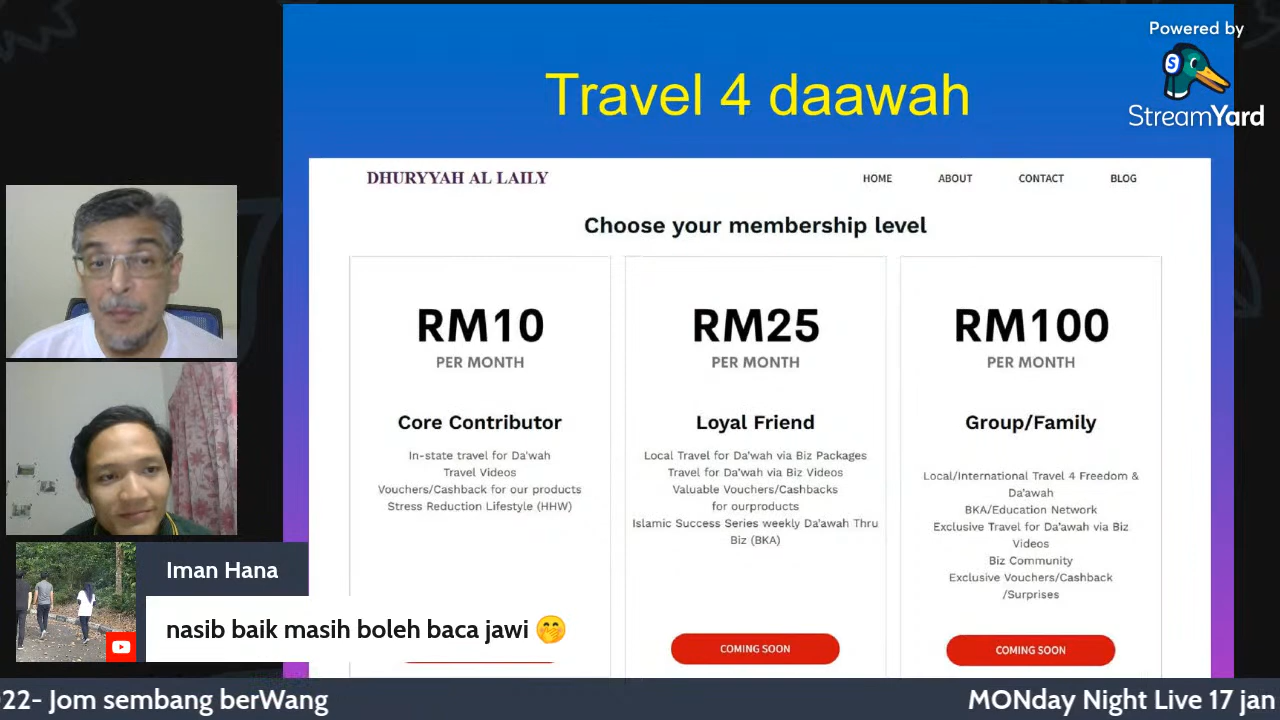 Powered by
StreamYard
Travel 4 daawah
DHURYYAH AL LAILY
HOME ABOUT CONTACT BLOG
Choose your membership level
RM10
PER MONTH
Core Contributor
In-state travel for Da'wah
Travel Videos
Vouchers/Cashback for our products
Stress Reduction Lifestyle (HHW)
RM25
PER MONTH
Loyal Friend
Local Travel for Da'wah via Biz Packages
Travel for Da'wah via Biz Videos
Valuable Vouchers/Cashbacks
for ourproducts
Islamic Success Series weekly Da'awah Thru
Biz (BKA)
COMING SOON
RM100
PER MONTH
Group/Family
Local/International Travel 4 Freedom &
Da'awah
BKA/Education Network
Exclusive Travel for Da'awah via Biz
Videos
Biz Community
Exclusive Vouchers/Cashback
/Surprises
COMING SOON
Iman Hana
nasib baik masih boleh baca jawi 🤭
022- Jom sembang berWang
MONday Night Live 17 jan